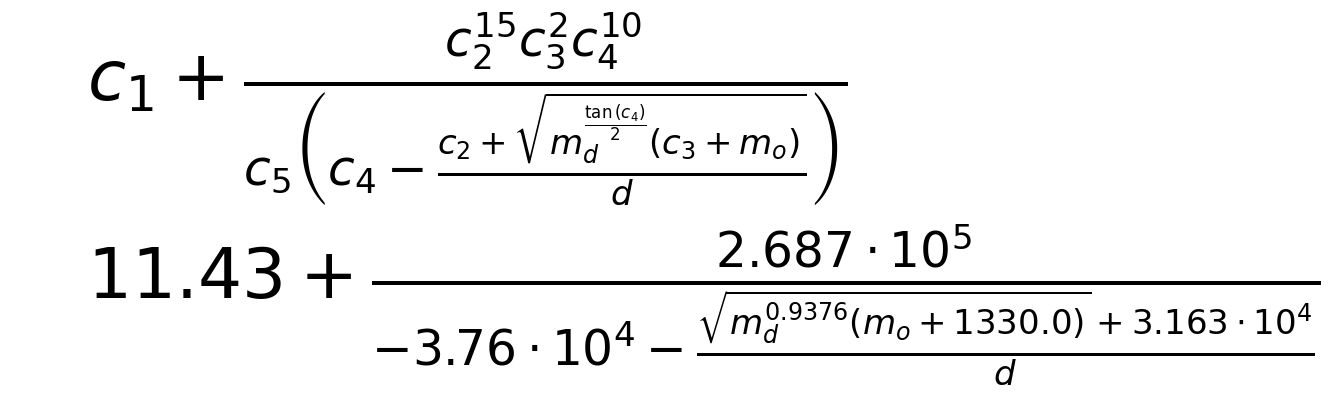 c_1 + \frac{c_2^{15} c_3^2 c_4^{10}}{c_5 \left( c_4 - \frac{c_2 + \sqrt{m_d^{\frac{\tan(c_4)}{2}} (c_3 + m_o)}}{d} \right)}
11.43 + \frac{2.687 \cdot 10^5}{-3.76 \cdot 10^4 - \frac{\sqrt{m_d^{0.9376} (m_o + 1330.0)} + 3.163 \cdot 10^4}{d}}